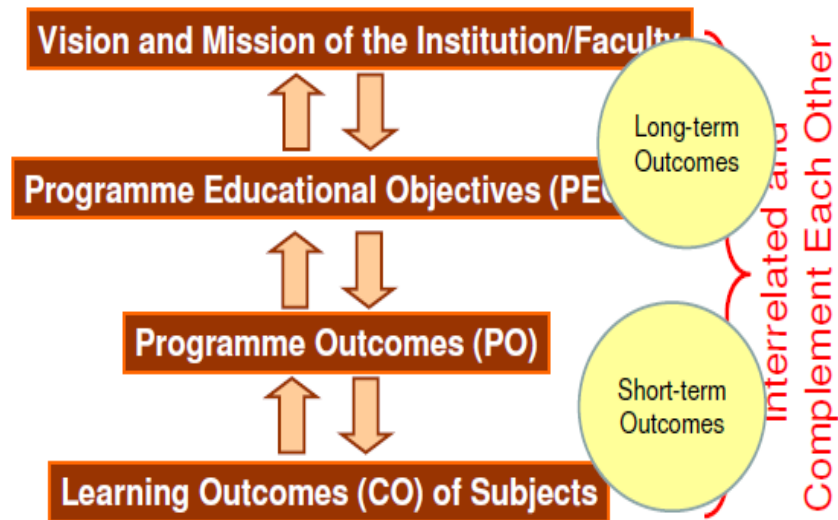 Vision and Mission of the Institution/Faculty
Long-term
Outcomes
Programme Educational Objectives (PE
Programme Outcomes (PO)
Short-term
Outcomes
Learning Outcomes (CO) of Subjects
Interrelated and
Complement Each Other